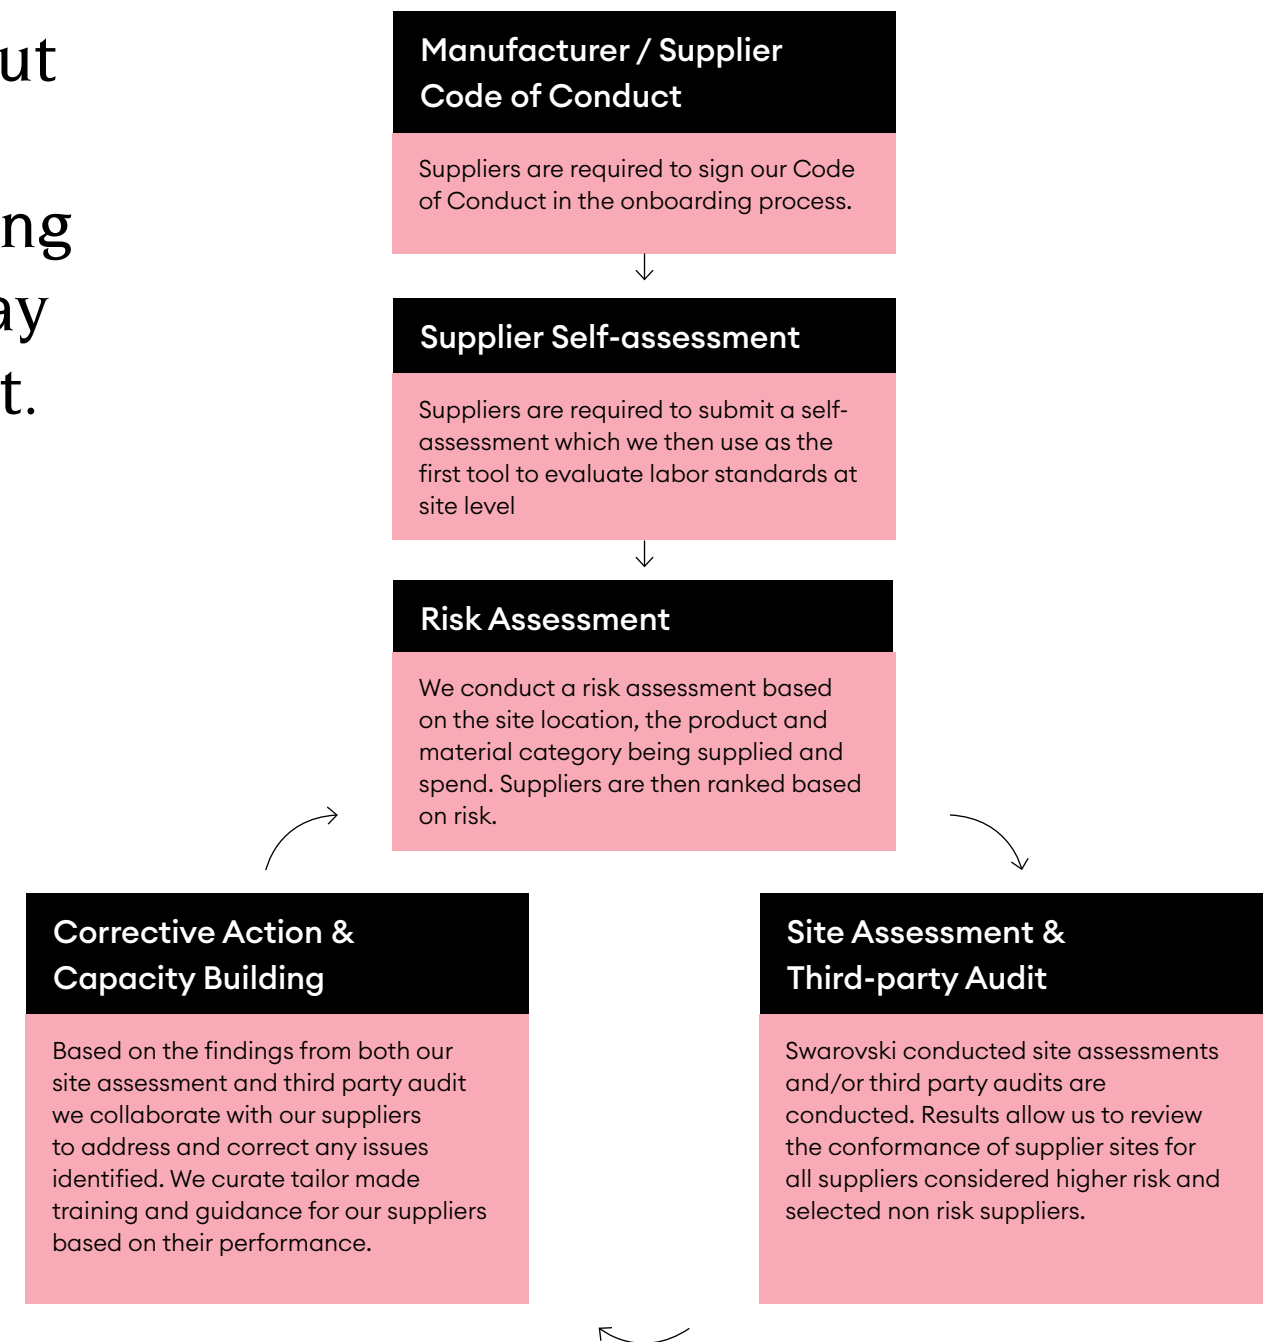 ut
ng
ay
t.
Manufacturer / Supplier
Code of Conduct
Suppliers are required to sign our Code
of Conduct in the onboarding process.
Supplier Self-assessment
Suppliers are required to submit a self-
assessment which we then use as the
first tool to evaluate labor standards at
site level
Risk Assessment
We conduct a risk assessment based
on the site location, the product and
material category being supplied and
spend. Suppliers are then ranked based
on risk.
Site Assessment &
Third-party Audit
Swarovski conducted site assessments
and/or third party audits are
conducted. Results allow us to review
the conformance of supplier sites for
all suppliers considered higher risk and
selected non risk suppliers.
Corrective Action &
Capacity Building
Based on the findings from both our
site assessment and third party audit
we collaborate with our suppliers
to address and correct any issues
identified. We curate tailor made
training and guidance for our suppliers
based on their performance.